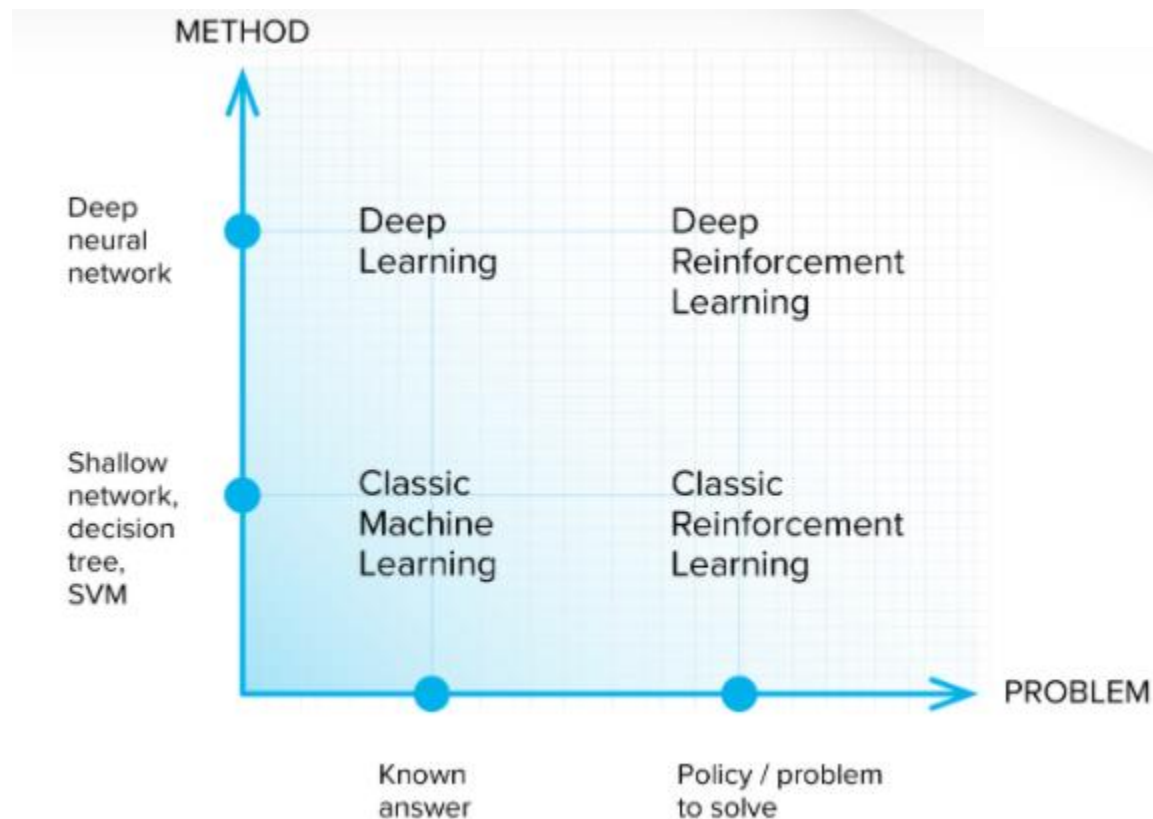 METHOD
Deep
neural
network
Deep
Learning
Deep
Reinforcement
Learning
Shallow
network,
decision
tree,
SVM
Classic
Machine
Learning
Classic
Reinforcement
Learning
PROBLEM
Known
answer
Policy / problem
to solve